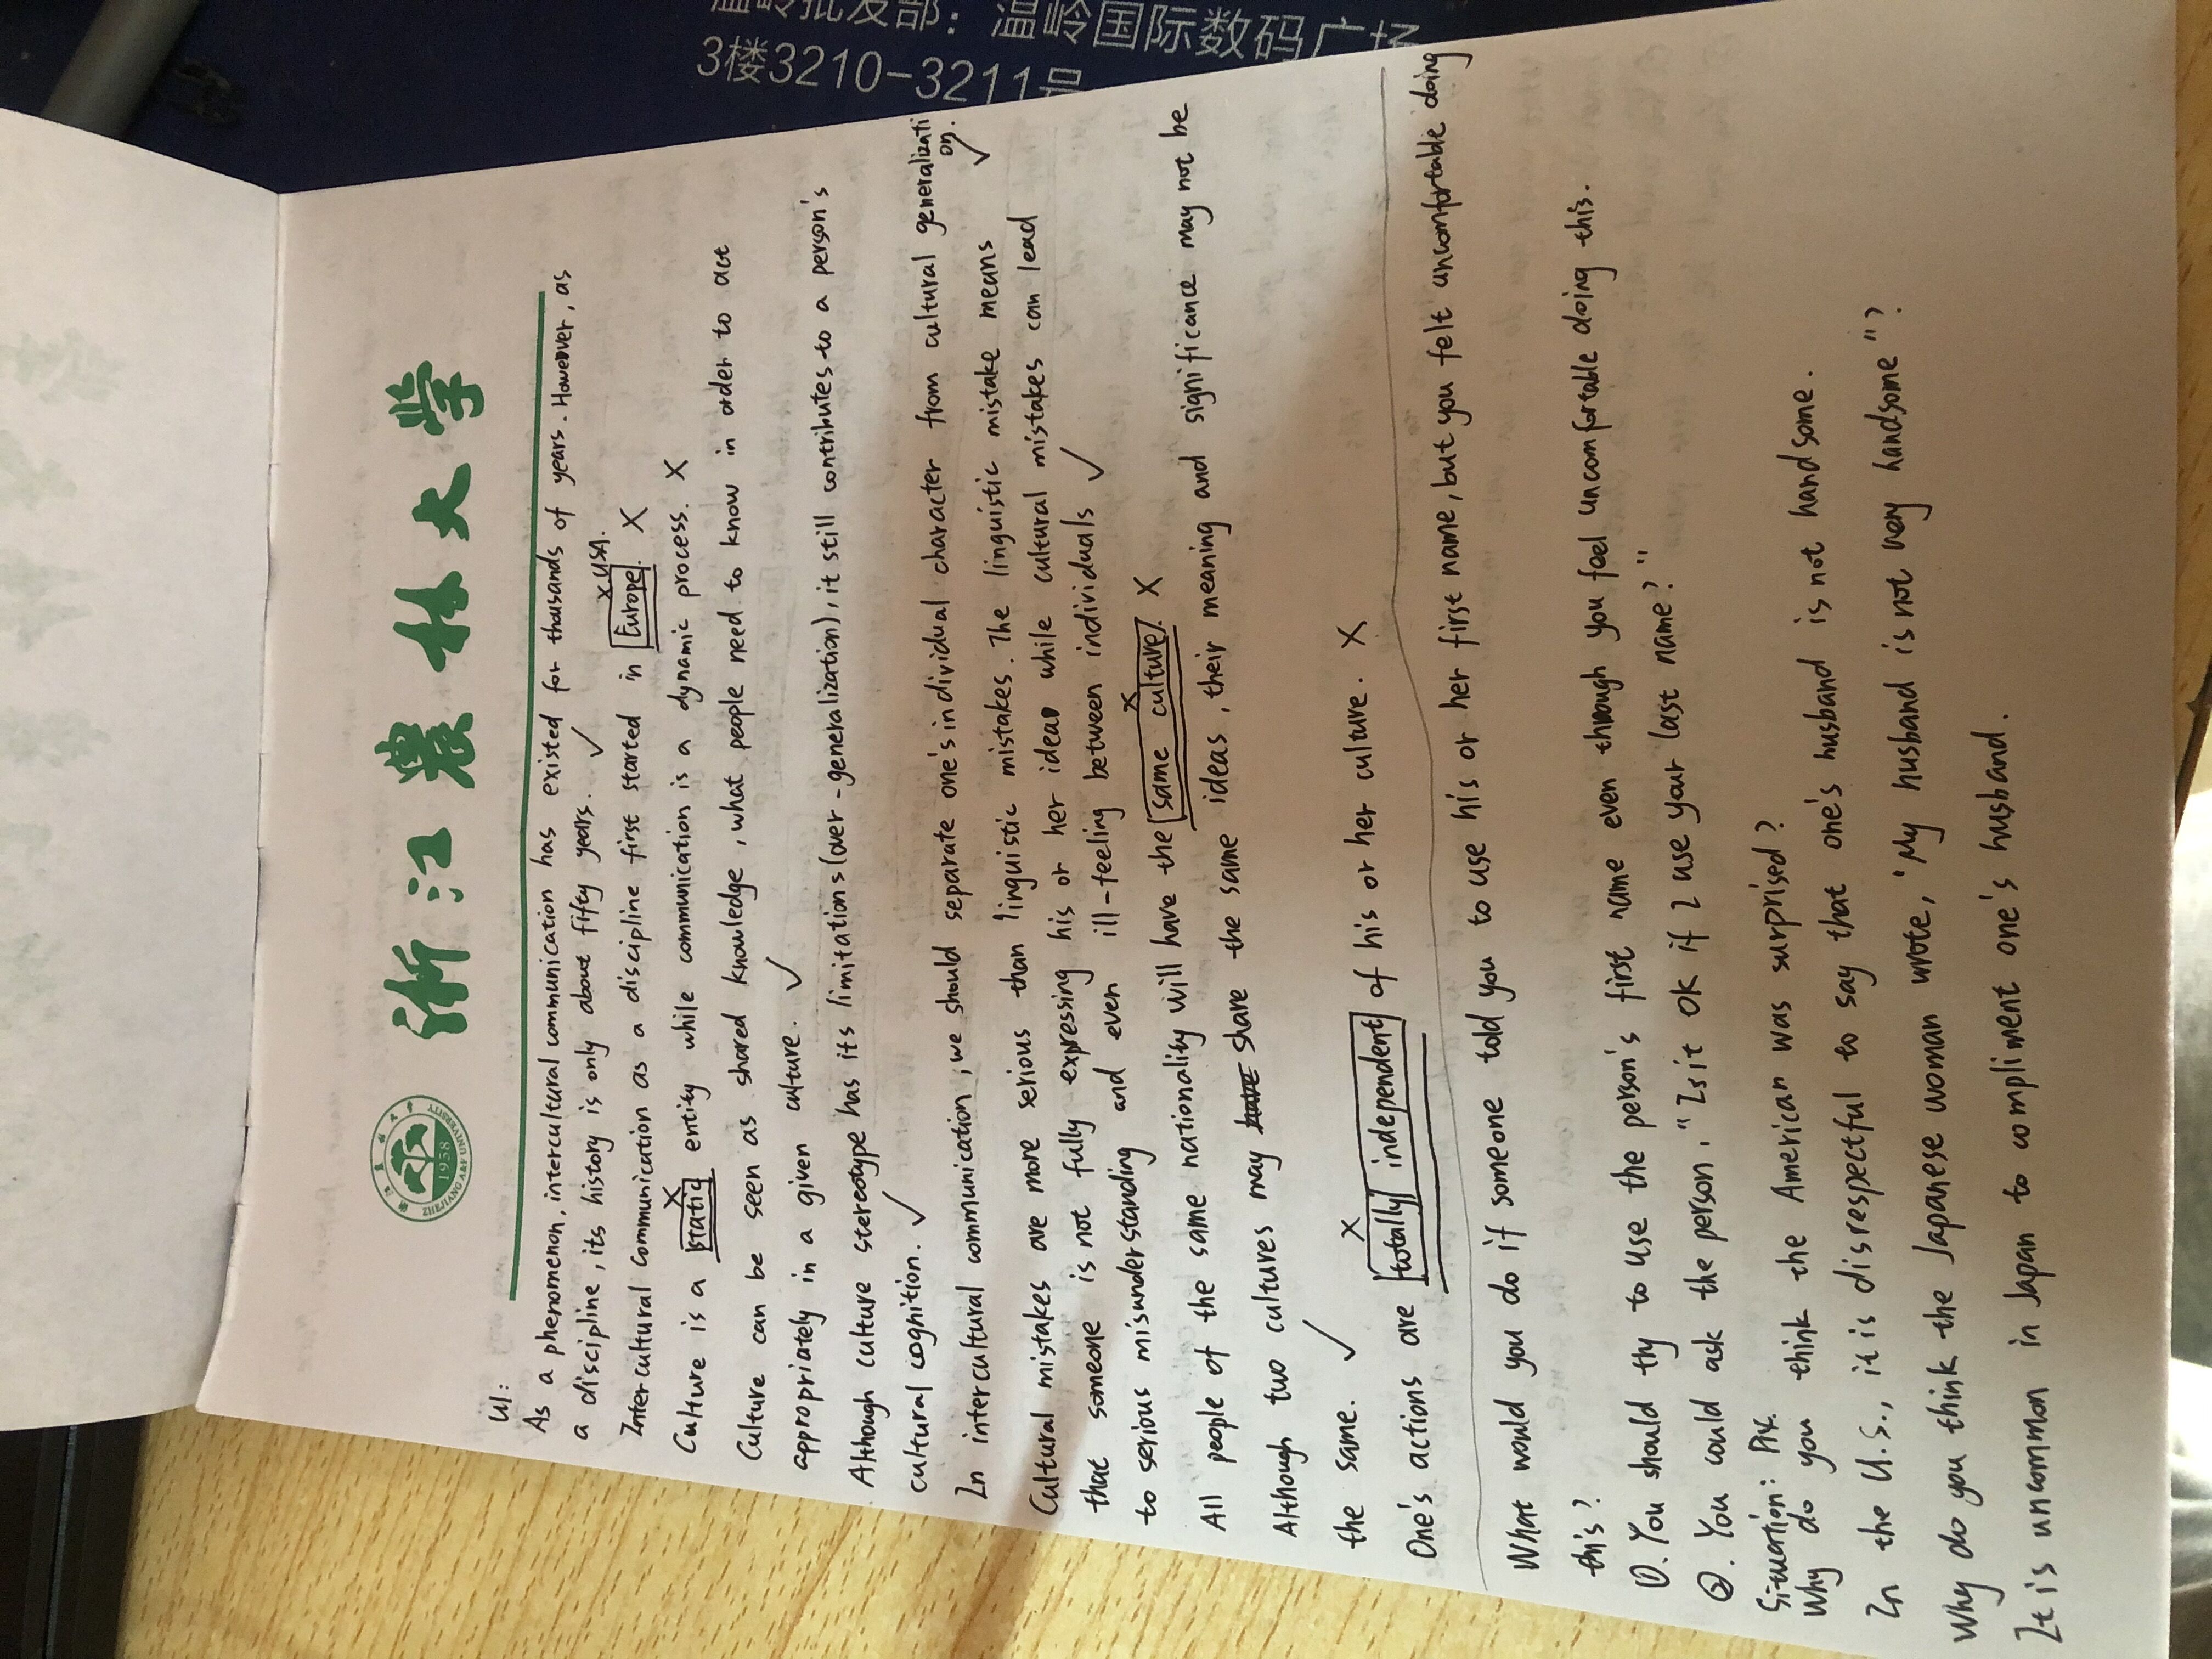 温岭批发部：温岭国际数码广场
3楼3210-3211号
浙江农林大学
1958
ZHEJIANG A&F UNIVERSITY
U1:
As a phenomenon, intercultural communication has existed for thousands of years. However, as
a discipline, its history is only about fifty years. ✓
x USA.
Intercultural communication as a discipline first started in Europe. X
x
Culture is a static entity while communication is a dynamic process. X
Culture can be seen as shared knowledge, what people need to know in order to act
appropriately in a given culture. ✓
Although culture stereotype has its limitations (over-generalization), it still contributes to a person's
cultural cognition. ✓
In intercultural communication, we should separate one's individual character from cultural generalizati
on. ✓
Cultural mistakes are more serious than linguistic mistakes. The linguistic mistake means
that someone is not fully expressing his or her idea while cultural mistakes can lead
to serious misunderstanding and even ill-feeling between individuals ✓
x
All people of the same nationality will have the same culture. X
Although two cultures may share the same ideas, their meaning and significance may not be
the same. ✓
x
One's actions are totally independent of his or her culture. X
What would you do if someone told you to use his or her first name, but you felt uncomfortable doing
this?
①. You should try to use the person's first name even through you feel uncomfortable doing this.
②. You could ask the person, "Is it ok if I use your last name?"
Situation:
Why do you think the American was surprised?
In the U.S., it is disrespectful to say that one's husband is not handsome.
Why do you think the Japanese woman wrote, 'My husband is not very handsome"?
It is uncommon in Japan to compliment one's husband.